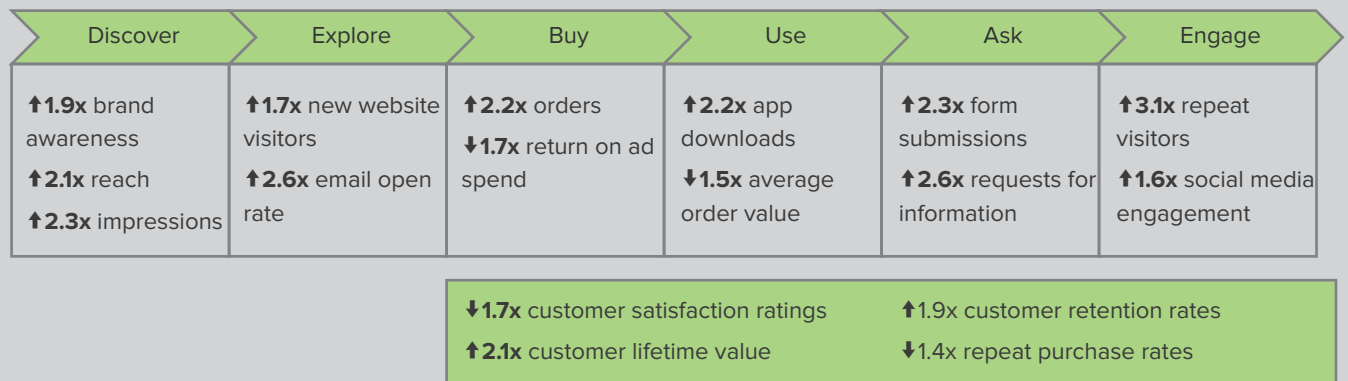 Discover
Explore
Buy
Use
Ask
Engage
⬆1.9x brand
awareness
⬆2.1x reach
⬆2.3x impressions
⬆1.7x new website
visitors
⬆2.6x email open
rate
⬆2.2x orders
⬇1.7x return on ad
spend
⬆2.2x app
downloads
⬇1.5x average
order value
⬆2.3x form
submissions
⬆2.6x requests for
information
⬆3.1x repeat
visitors
⬆1.6x social media
engagement
⬇1.7x customer satisfaction ratings
⬆2.1x customer lifetime value
⬆1.9x customer retention rates
⬇1.4x repeat purchase rates